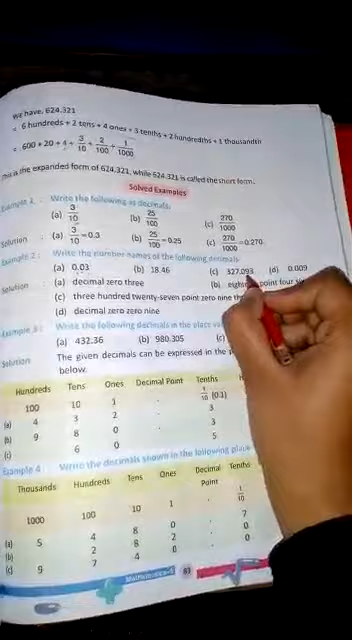 We have, 624.321
= 6 hundreds + 2 tens + 4 ones + 3 tenths + 2 hundredths + 1 thousandth
= 600 + 20 + 4 + 3/10 + 2/100 + 1/1000
This is the expanded form of 624.321, while 624.321 is called the short form.
Solved Examples
Example 1 : Write the following as decimals:
(a) 3/10 (b) 25/100 (c) 270/1000
Solution : (a) 3/10 = 0.3 (b) 25/100 = 0.25 (c) 270/1000 = 0.270
Example 2 : Write the number names of the following decimals
(a) 0.03 (b) 18.46 (c) 327.093 (d) 0.009
Solution : (a) decimal zero three (b) point four
(c) three hundred twenty-seven point zero nine
(d) decimal zero zero nine
Example 3 : Write the following decimals in the place
(a) 432.36 (b) 980.305 (c)
Solution The given decimals can be expressed in the
below.
Hundreds Tens Ones Decimal Point Tenths
100 10 1 . 1/10 (0.1)
(a) 4 3 2 . 3
(b) 9 8 0 . 3
(c) 6 0 . 5
Example 4 : Write the decimals shown in the following place
Thousands Hundreds Tens Ones Decimal Point Tenths
1000 100 10 1 . 1/10
(a) 5 4 8 0 . 7
(b) 2 8 2 . 0
(c) 9 7 4 0 . 0
Mathematics-5 83